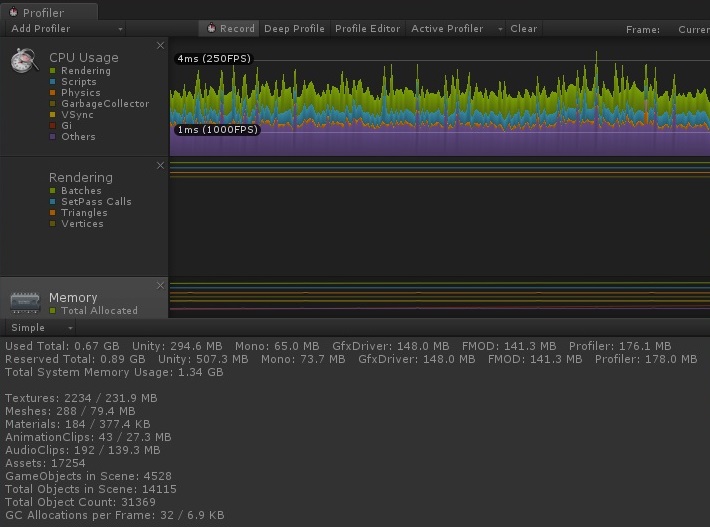 Profiler
Add Profiler Record Deep Profile Profile Editor Active Profiler Clear Frame: Curre
CPU Usage
Rendering
Scripts
Physics
GarbageCollector
VSync
Gi
Others
4ms (250FPS)
1ms (1000FPS)
Rendering
Batches
SetPass Calls
Triangles
Vertices
Memory
Total Allocated
Simple
Used Total: 0.67 GB Unity: 294.6 MB Mono: 65.0 MB GfxDriver: 148.0 MB FMOD: 141.3 MB Profiler: 176.1 MB
Reserved Total: 0.89 GB Unity: 507.3 MB Mono: 73.7 MB GfxDriver: 148.0 MB FMOD: 141.3 MB Profiler: 178.0 MB
Total System Memory Usage: 1.34 GB
Textures: 2234 / 231.9 MB
Meshes: 288 / 79.4 MB
Materials: 184 / 377.4 KB
AnimationClips: 43 / 27.3 MB
AudioClips: 192 / 139.3 MB
Assets: 17254
GameObjects in Scene: 4528
Total Objects in Scene: 14115
Total Object Count: 31369
GC Allocations per Frame: 32 / 6.9 KB